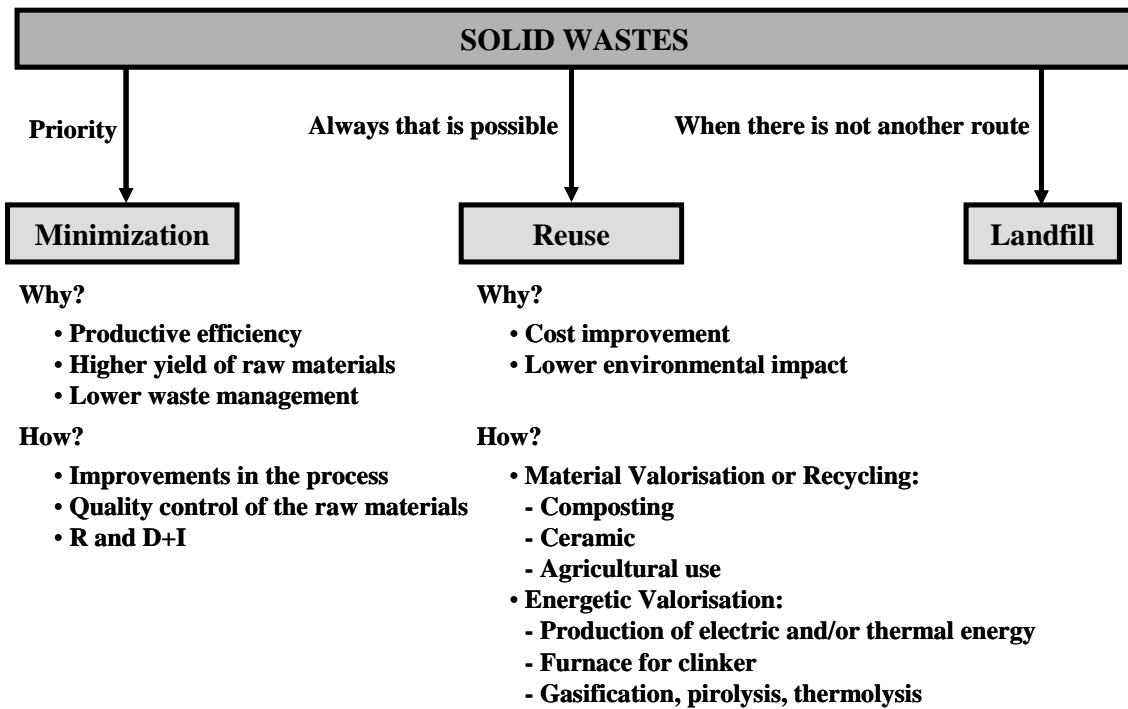 SOLID WASTES
Priority
Always that is possible
When there is not another route
Minimization
Reuse
Landfill
Why?
• Productive efficiency
• Higher yield of raw materials
• Lower waste management
How?
• Improvements in the process
• Quality control of the raw materials
• R and D+I
Why?
• Cost improvement
• Lower environmental impact
How?
• Material Valorisation or Recycling:
- Composting
- Ceramic
- Agricultural use
• Energetic Valorisation:
- Production of electric and/or thermal energy
- Furnace for clinker
- Gasification, pirolysis, thermolysis